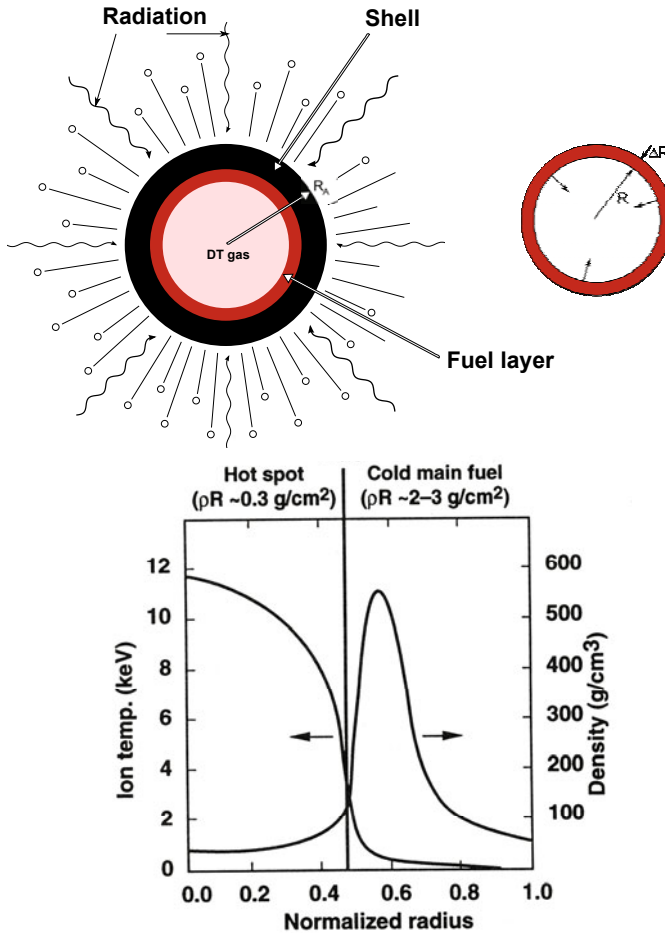 Radiation
Shell
R_A
DT gas
ΔR
R
Fuel layer
Hot spot
(ρR ~0.3 g/cm²)
Cold main fuel
(ρR ~2–3 g/cm²)
Ion temp. (keV)
12
10
8
6
4
2
0
600
500
400
300
200
100
Density (g/cm3)
0.0 0.2 0.4 0.6 0.8 1.0
Normalized radius